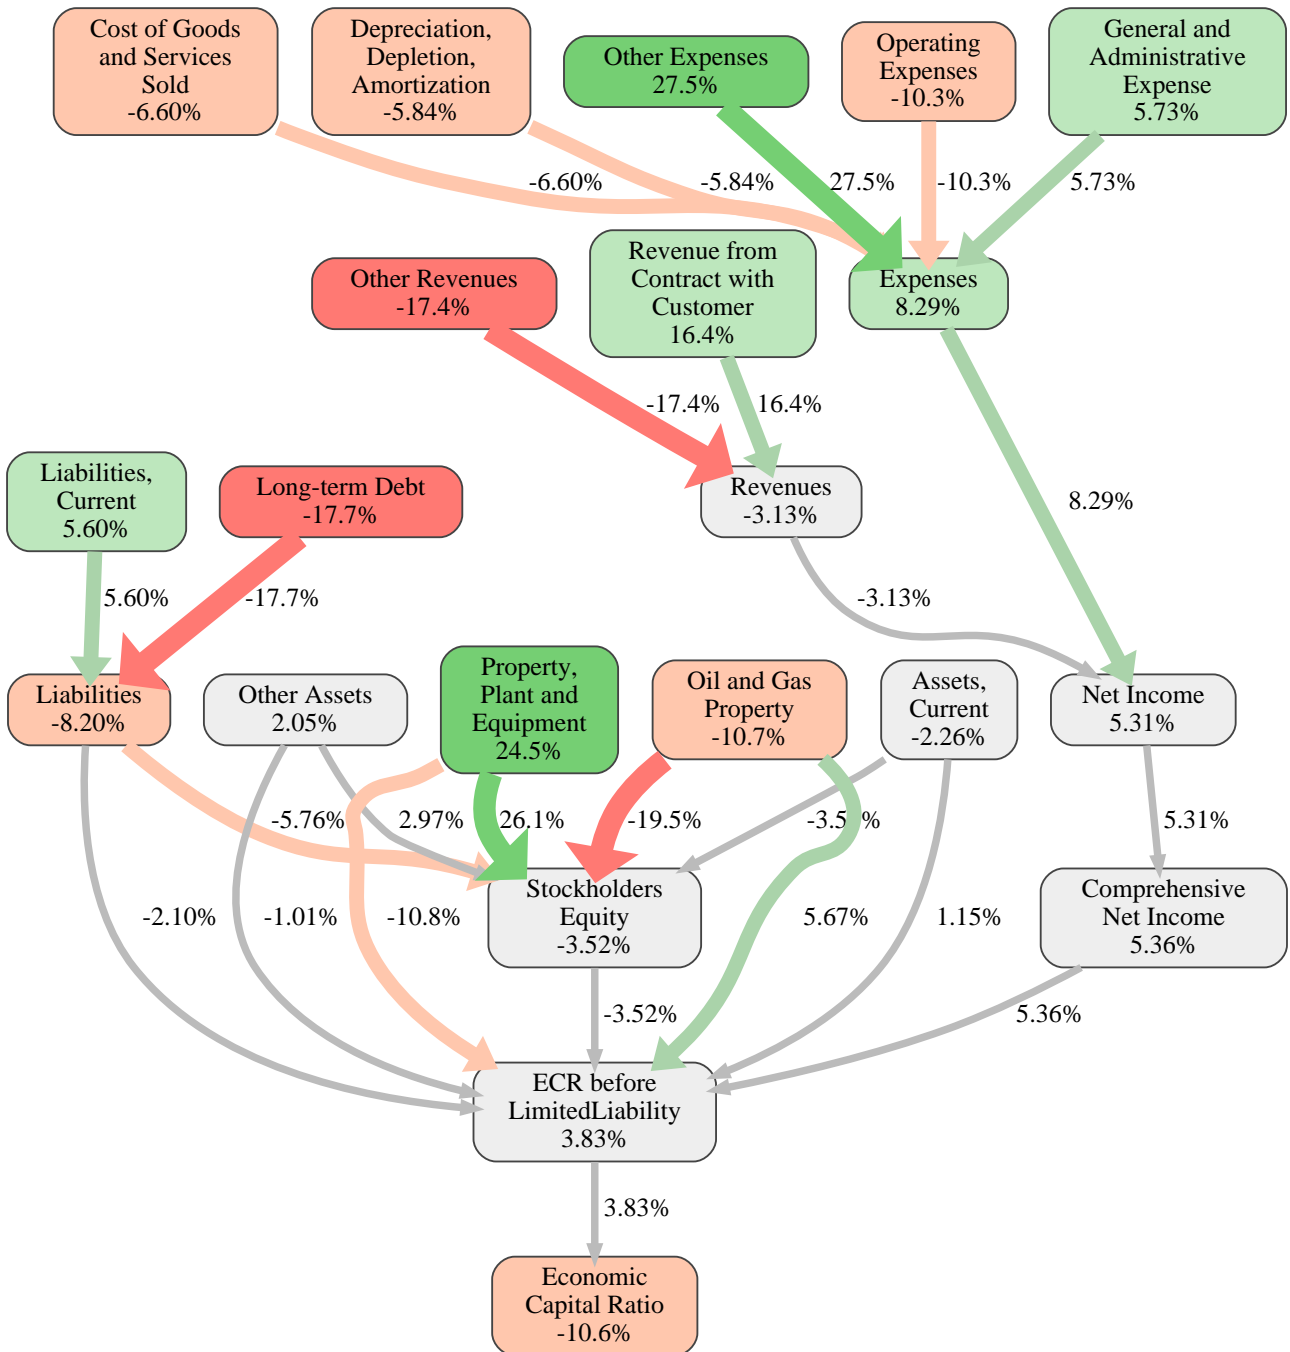 Cost of Goods
and Services
Sold
-6.60%
Depreciation,
Depletion,
Amortization
-5.84%
Other Expenses
27.5%
Operating
Expenses
-10.3%
General and
Administrative
Expense
5.73%
-6.60%
-5.84%
27.5%
-10.3%
5.73%
Other Revenues
-17.4%
Revenue from
Contract with
Customer
16.4%
Expenses
8.29%
-17.4%
16.4%
8.29%
Liabilities,
Current
5.60%
Long-term Debt
-17.7%
Revenues
-3.13%
5.60%
-17.7%
-3.13%
Liabilities
-8.20%
Other Assets
2.05%
Property,
Plant and
Equipment
24.5%
Oil and Gas
Property
-10.7%
Assets,
Current
-2.26%
Net Income
5.31%
-5.76%
2.97%
26.1%
-19.5%
5.31%
Stockholders
Equity
-3.52%
Comprehensive
Net Income
5.36%
-2.10%
-1.01%
-10.8%
5.67%
1.15%
-3.52%
5.36%
ECR before
LimitedLiability
3.83%
3.83%
Economic
Capital Ratio
-10.6%